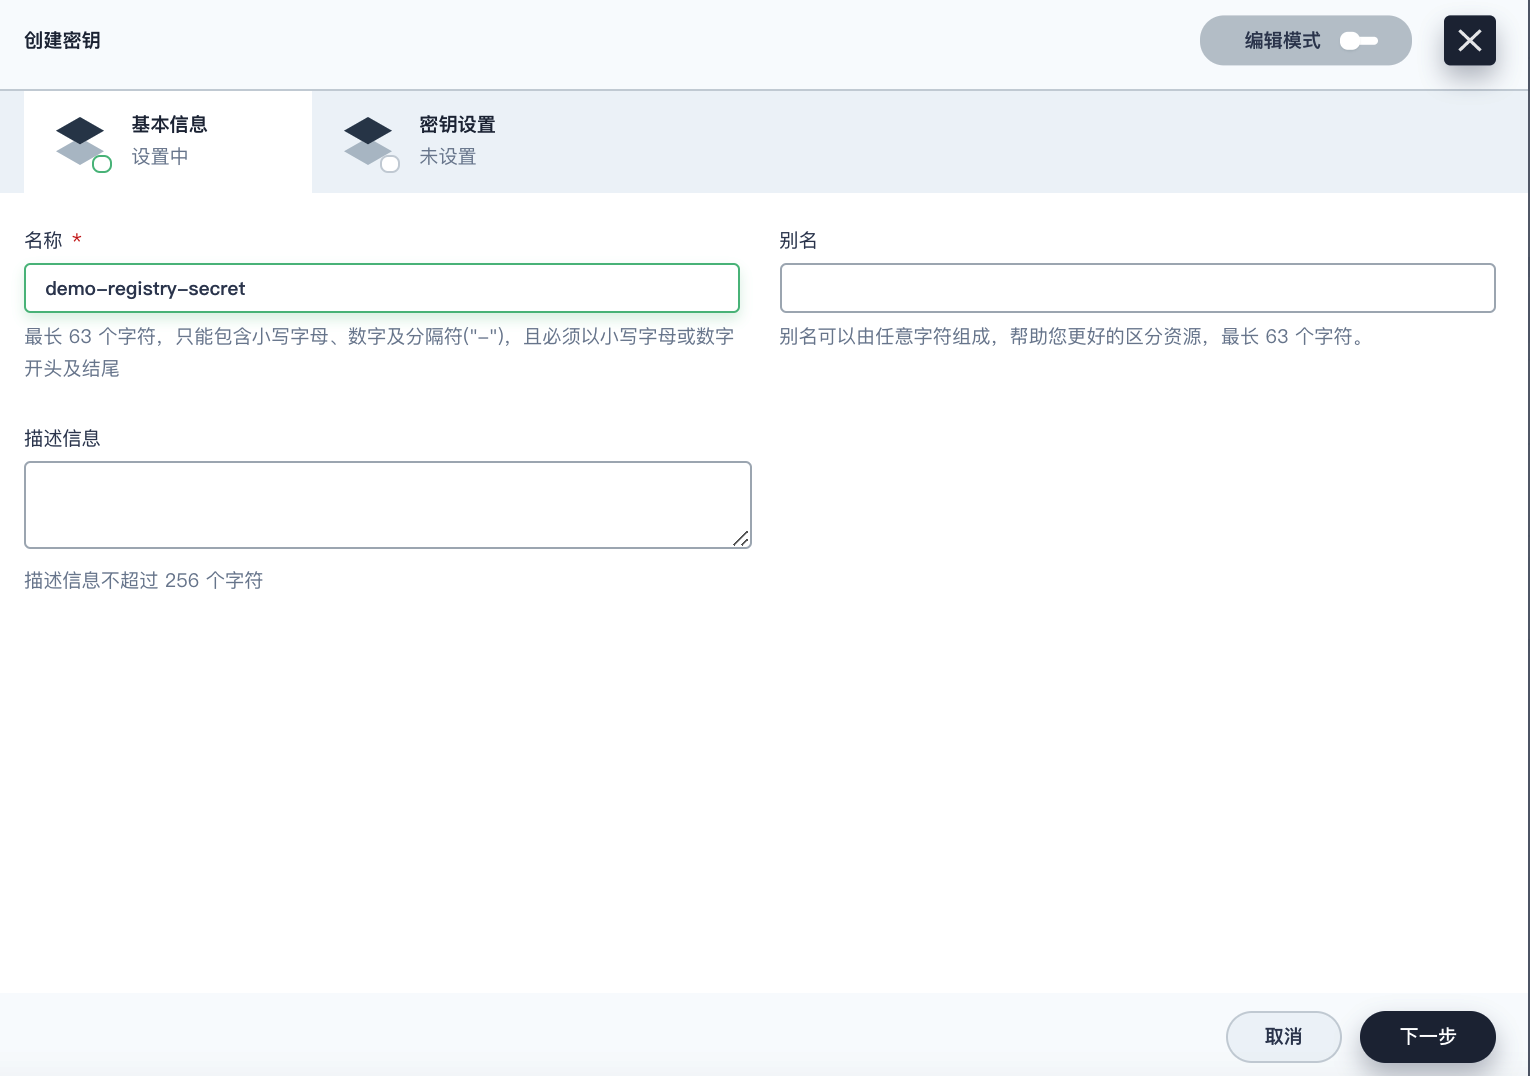 创建密钥
编辑模式
基本信息
设置中
密钥设置
未设置
名称 *
demo-registry-secret
最长 63 个字符，只能包含小写字母、数字及分隔符("-")，且必须以小写字母或数字
开头及结尾
别名
别名可以由任意字符组成，帮助您更好的区分资源，最长 63 个字符。
描述信息
描述信息不超过 256 个字符
取消
下一步